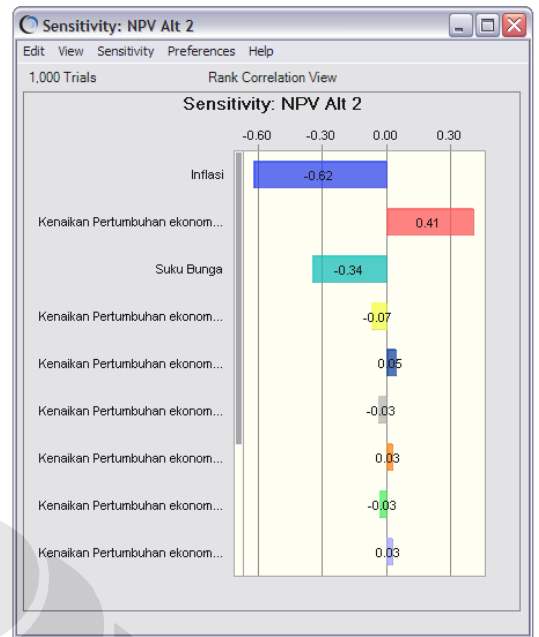 Sensitivity: NPV Alt 2
Edit View Sensitivity Preferences Help
1,000 Trials Rank Correlation View
Sensitivity: NPV Alt 2
-0.60 -0.30 0.00 0.30
Inflasi -0.62
Kenaikan Pertumbuhan ekonom... 0.41
Suku Bunga -0.34
Kenaikan Pertumbuhan ekonom... -0.07
Kenaikan Pertumbuhan ekonom... 0.05
Kenaikan Pertumbuhan ekonom... -0.03
Kenaikan Pertumbuhan ekonom... 0.03
Kenaikan Pertumbuhan ekonom... -0.03
Kenaikan Pertumbuhan ekonom... 0.03